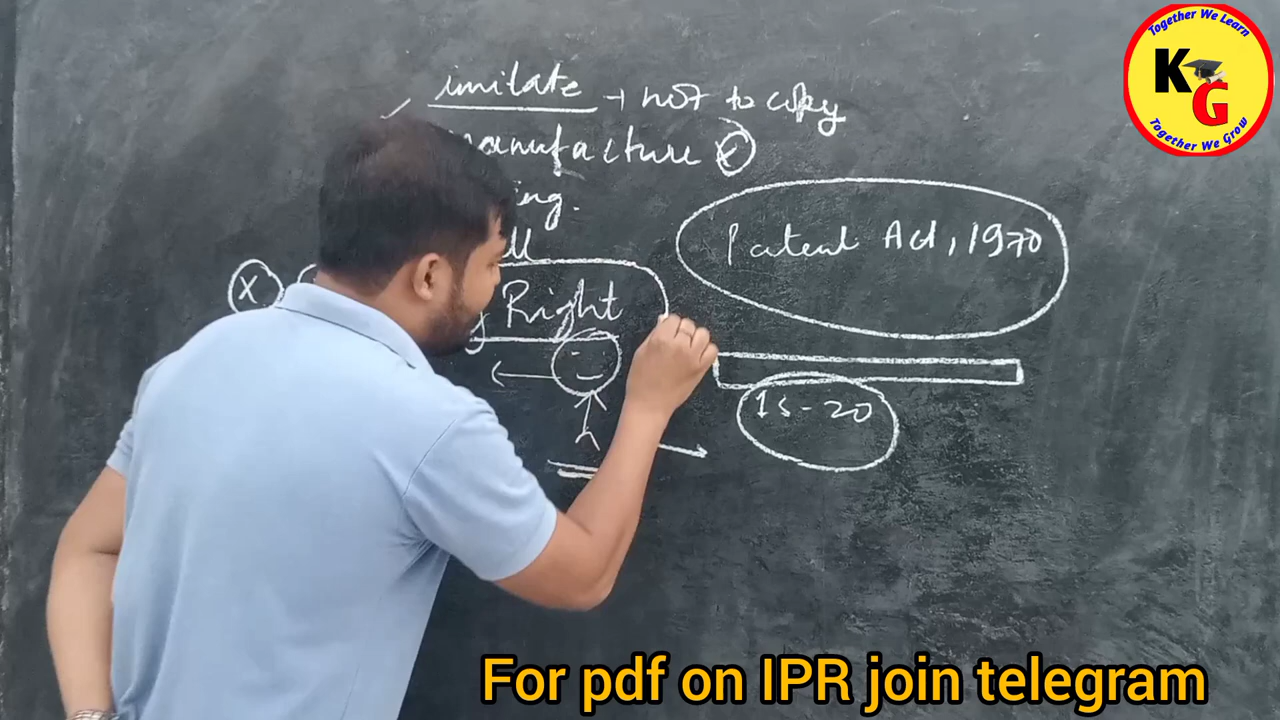 imitate → not to copy
manufacture
Patent Act, 1970
X
Right
15-20
Together We Learn
KG
Together We Grow
For pdf on IPR join telegram